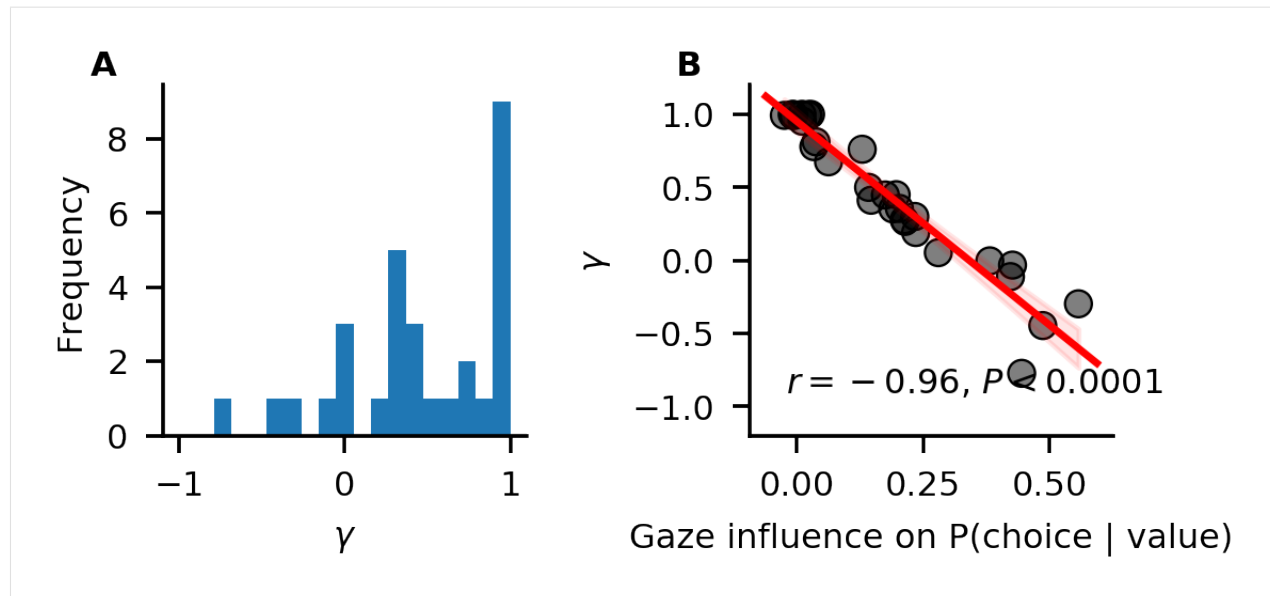 A
Frequency
8
6
4
2
0
−1
0
1
γ
B
γ
1.0
0.5
0.0
−0.5
−1.0
r = −0.96, P < 0.0001
0.00
0.25
0.50
Gaze influence on P(choice | value)